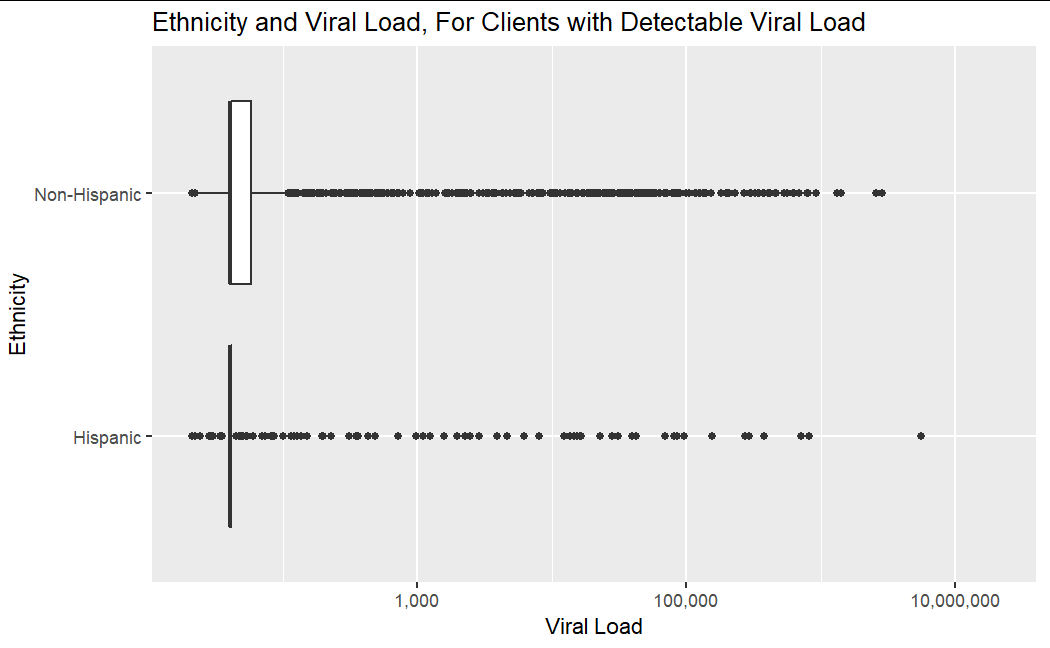 Ethnicity and Viral Load, For Clients with Detectable Viral Load
Ethnicity
Non-Hispanic
Hispanic
1,000
100,000
10,000,000
Viral Load